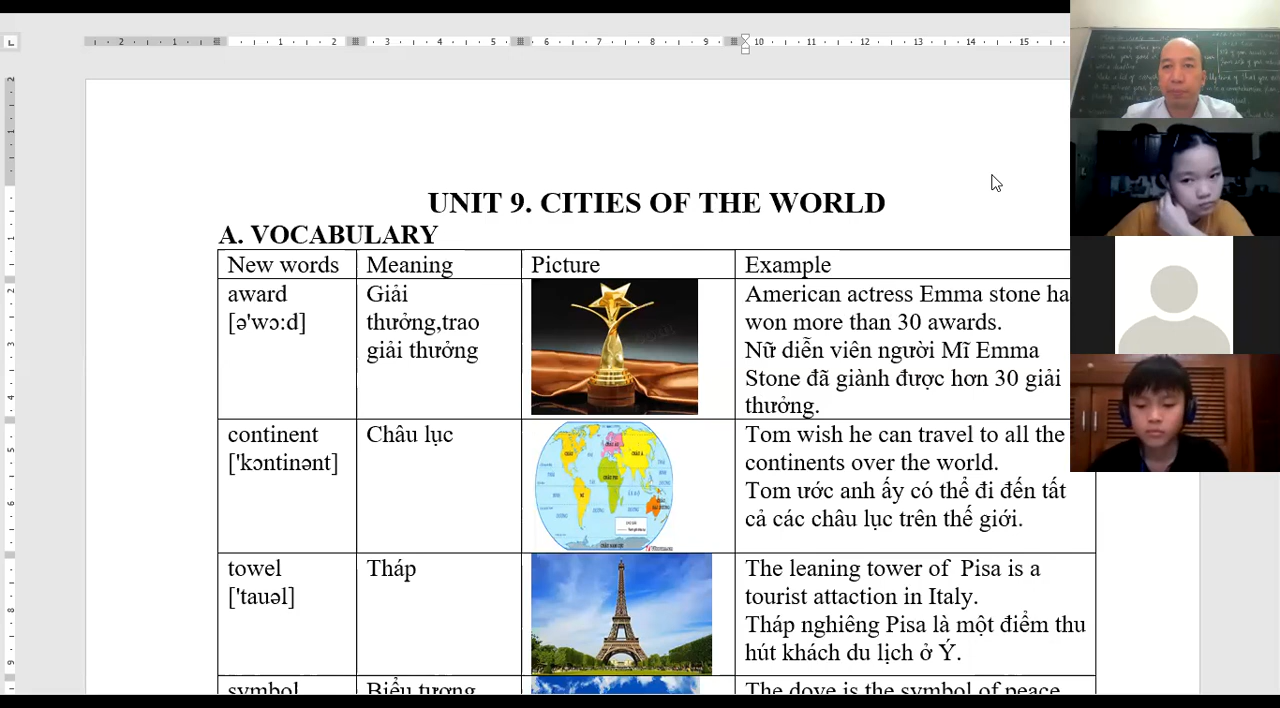 UNIT 9. CITIES OF THE WORLD
A. VOCABULARY
New words
Meaning
Picture
Example
award
[ə'wɔ:d]
Giải
thưởng,trao
giải thưởng
American actress Emma stone ha
won more than 30 awards.
Nữ diễn viên người Mĩ Emma
Stone đã giành được hơn 30 giải
thưởng.
continent
['kɔntinənt]
Châu lục
Tom wish he can travel to all the
continents over the world.
Tom ước anh ấy có thể đi đến tất
cả các châu lục trên thế giới.
towel
['tauəl]
Tháp
The leaning tower of Pisa is a
tourist attaction in Italy.
Tháp nghiêng Pisa là một điểm thu
hút khách du lịch ở Ý.
symbol
Biểu tượng
The dove is the symbol of peace